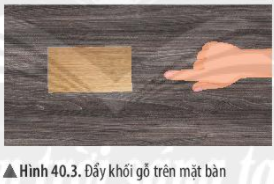 ▲ Hình 40.3. Đẩy khối gỗ trên mặt bàn